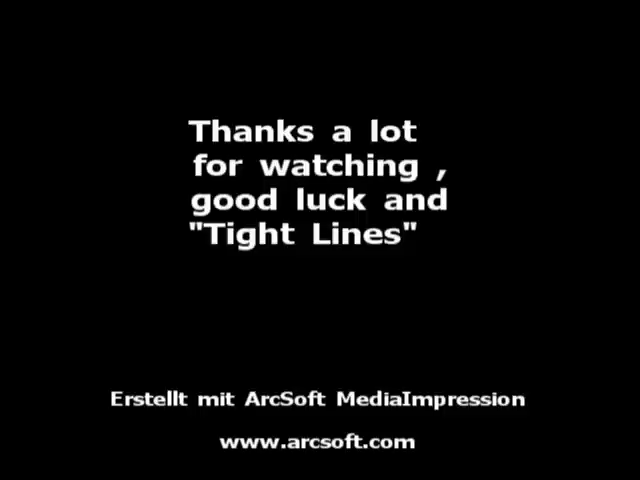 Thanks a lot
for watching ,
good luck and
"Tight Lines"
Erstellt mit ArcSoft MediaImpression
www.arcsoft.com